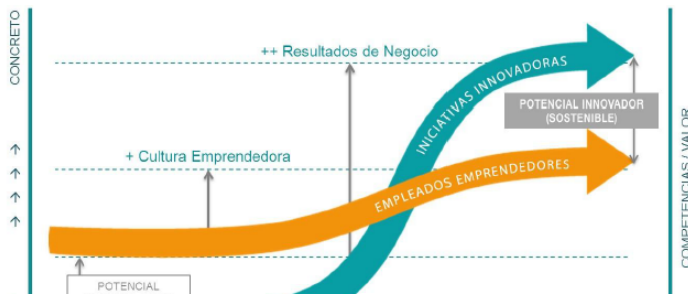 CONCRETO
++ Resultados de Negocio
INICIATIVAS INNOVADORAS
POTENCIAL INNOVADOR
(SOSTENIBLE)
+ Cultura Emprendedora
EMPLEADOS EMPRENDEDORES
COMPETENCIAS / VALOR
POTENCIAL